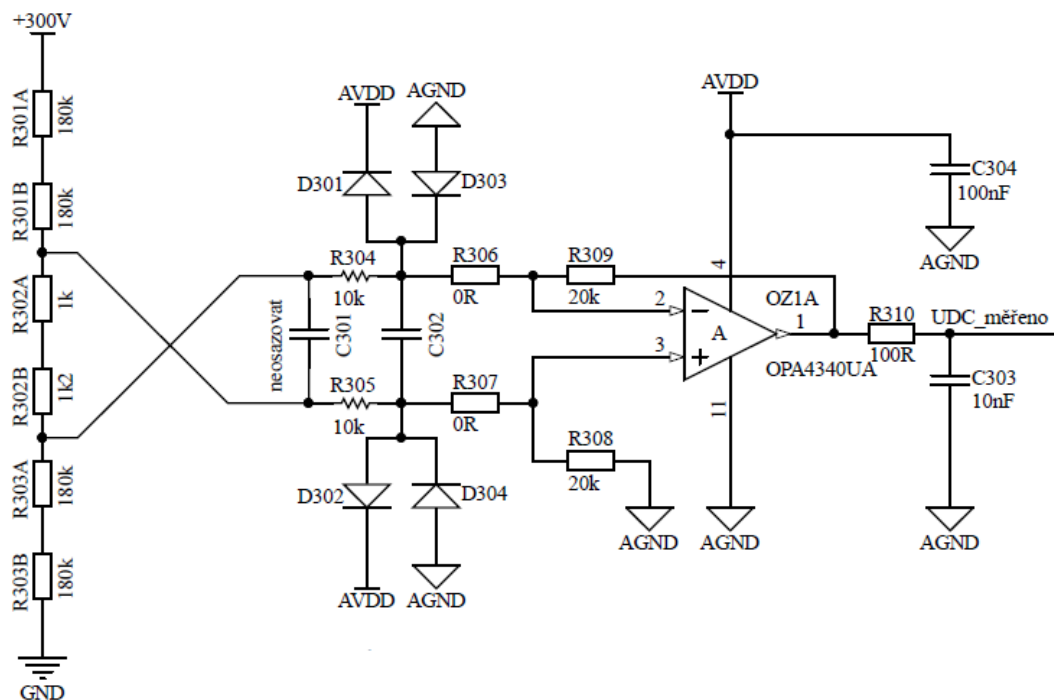 +300V
R301A
180k
R301B
180k
R302A
1k
R302B
1k2
R303A
180k
R303B
180k
GND
AVDD
AGND
D301
D303
R304
10k
neosazovat
C301
C302
R305
10k
D302
D304
AVDD
AGND
R306
0R
R307
0R
R309
20k
R308
20k
AGND
AVDD
C304
100nF
AGND
4
2
3
A
11
OZ1A
1
OPA4340UA
AGND
R310
100R
UDC_měřeno
C303
10nF
AGND